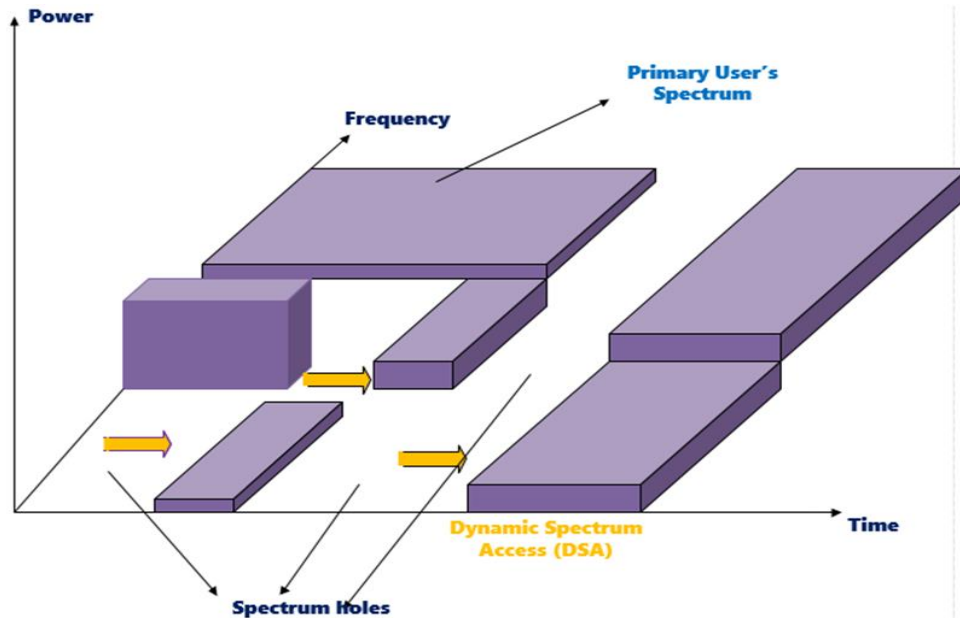 Power
Primary User´s
Spectrum
Frequency
Time
Dynamic Spectrum
Access (DSA)
Spectrum Holes